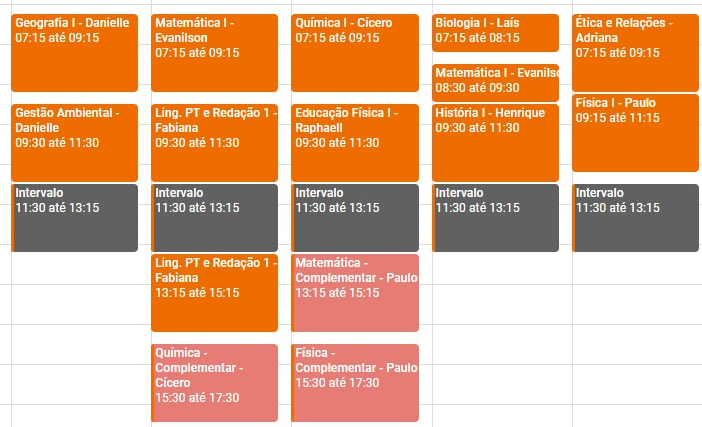 Geografia I - Danielle
07:15 até 09:15
Gestão Ambiental -
Danielle
09:30 até 11:30
Intervalo
11:30 até 13:15
Matemática I -
Evanilson
07:15 até 09:15
Ling. PT e Redação 1 -
Fabiana
09:30 até 11:30
Intervalo
11:30 até 13:15
Ling. PT e Redação 1 -
Fabiana
13:15 até 15:15
Química -
Complementar -
Cícero
15:30 até 17:30
Química I - Cícero
07:15 até 09:15
Educação Física I -
Raphaell
09:30 até 11:30
Intervalo
11:30 até 13:15
Matemática -
Complementar - Paulo
13:15 até 15:15
Física -
Complementar - Paulo
15:30 até 17:30
Biologia I - Laís
07:15 até 08:15
Matemática I - Evanilso
08:30 até 09:30
História I - Henrique
09:30 até 11:30
Intervalo
11:30 até 13:15
Ética e Relações -
Adriana
07:15 até 09:15
Física I - Paulo
09:15 até 11:15
Intervalo
11:30 até 13:15